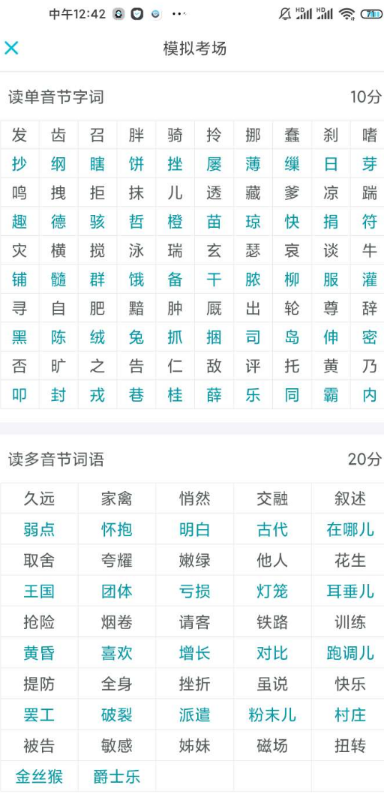 中午12:42
模拟考场
读单音节字词 10分
发 齿 召 胖 骑 拎 挪 蠢 刹 嗜
抄 纲 瞎 饼 挫 屡 薄 缫 日 芽
鸣 拽 拒 抹 儿 透 藏 爹 凉 踹
趣 德 骇 哲 橙 苗 琼 快 捐 符
灾 横 搅 泳 瑞 玄 瑟 哀 谈 牛
铺 髓 群 饿 备 干 脓 柳 服 灌
寻 自 肥 黯 肿 厩 出 轮 尊 辞
黑 陈 绒 兔 抓 捆 司 岛 伸 密
否 旷 之 告 仁 敌 评 托 黄 乃
叩 封 戎 巷 桂 薛 乐 同 霸 内
读多音节词语 20分
久远 家禽 悄然 交融 叙述
弱点 怀抱 明白 古代 在哪儿
取舍 夸耀 嫩绿 他人 花生
王国 团体 亏损 灯笼 耳垂儿
抢险 烟卷 请客 铁路 训练
黄昏 喜欢 增长 对比 跑调儿
提防 全身 挫折 虽说 快乐
罢工 破裂 派遣 粉末儿 村庄
被告 敏感 姊妹 磁场 扭转
金丝猴 爵士乐